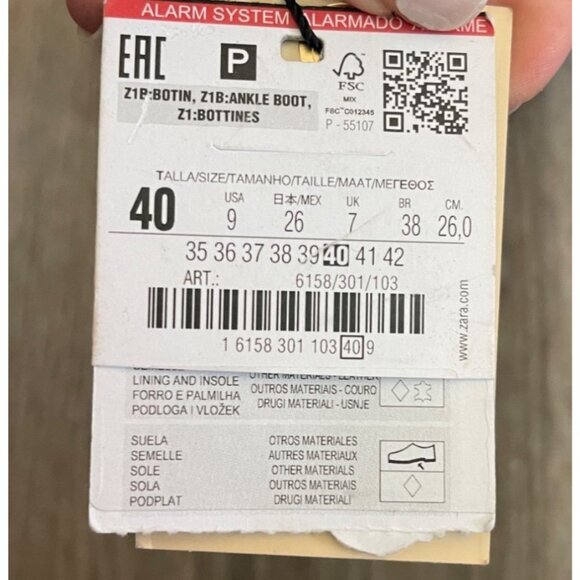 ALARM SYSTEM ALARMADO
EAC P FSC
MIX
FSC™C012345
P - 55107
Z1B:BOTIN, Z1B:ANKLE BOOT,
Z1:BOTTINES
TALLA/SIZE/TAMANHO/TAILLE/MAAT/ΜΕΓΕΘΟΣ
USA 日本/MEX UK BR CM.
40 9 26 7 38 26,0
35 36 37 38 39 40 41 42
ART.: 6158/301/103
1 6158 301 103 40 9
www.zara.com
SEMELLE OTHER MATERIALS - LEATHER
LINING AND INSOLE OUTROS MATERIAIS - COURO
FORRO E PALMILHA DRUGI MATERIALI - USNJE
PODLOGA I VLOŽEK
SUELA OTROS MATERIALES
SEMELLE AUTRES MATERIAUX
SOLE OTHER MATERIALS
SOLA OUTROS MATERIAIS
PODPLAT DRUGI MATERIALI